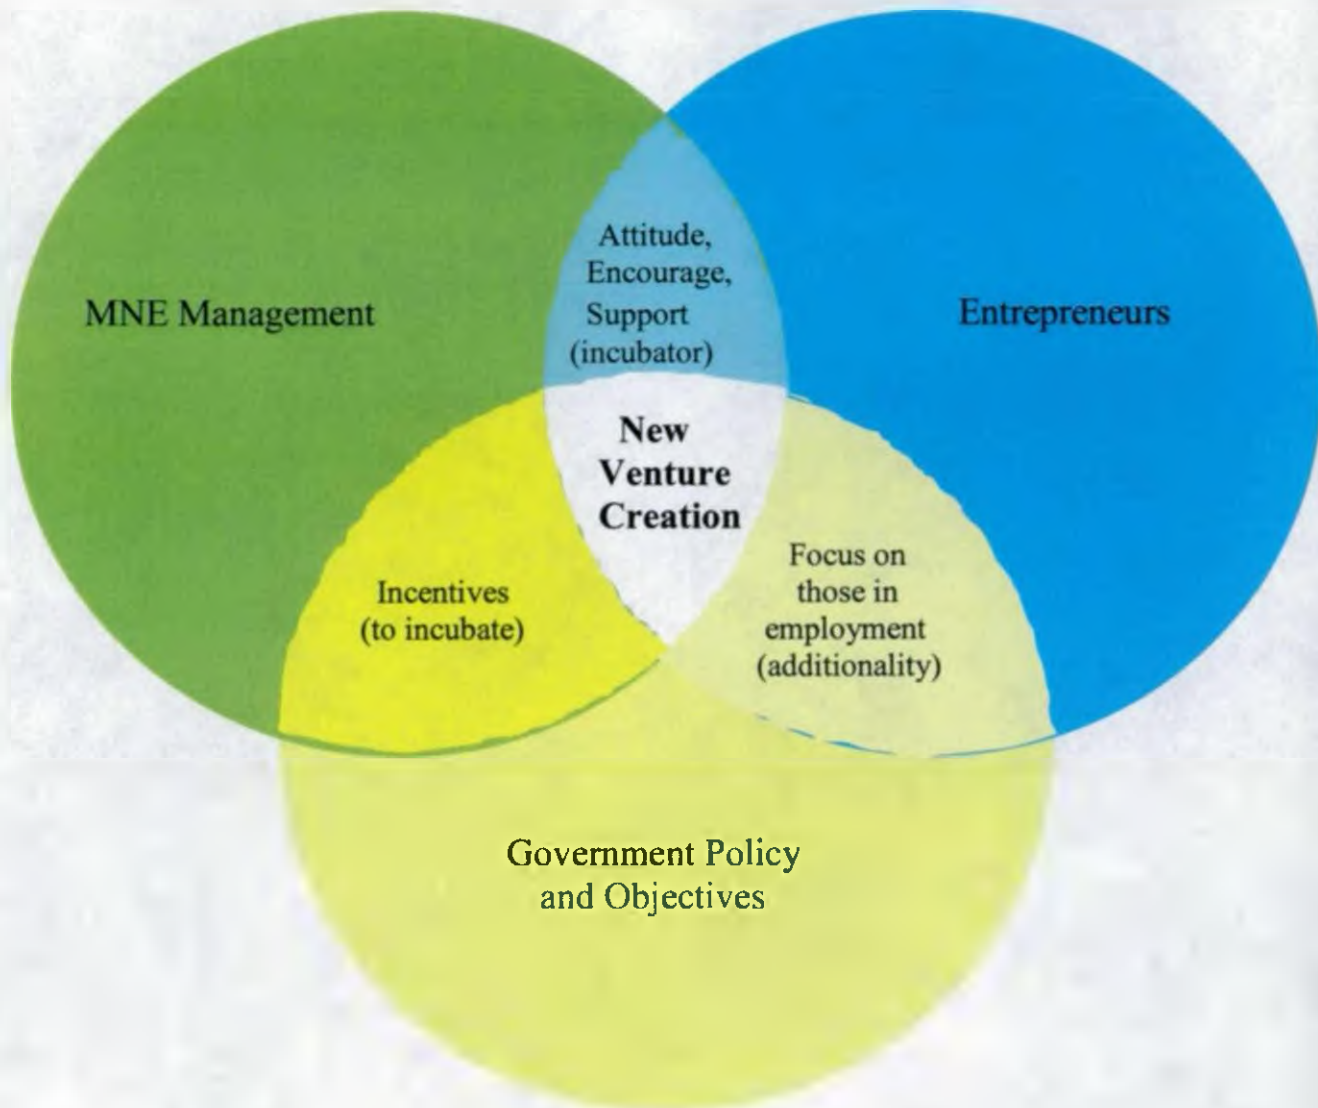 Attitude,
Encourage,
Support
(incubator)
MNE Management
Entrepreneurs
New
Venture
Creation
Incentives
(to incubate)
Focus on
those in
employment
(additionality)
Government Policy
and Objectives